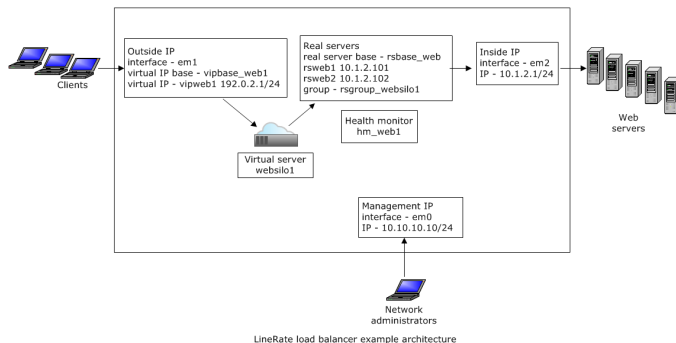 Clients
Outside IP
interface - em1
virtual IP base - vipbase_web1
virtual IP - vipweb1 192.0.2.1/24
Virtual server
websilo1
Real servers
real server base - rsbase_web
rsweb1 10.1.2.101
rsweb2 10.1.2.102
group - rsgroup_websilo1
Health monitor
hm_web1
Inside IP
interface - em2
IP - 10.1.2.1/24
Web
servers
Management IP
interface - em0
IP - 10.10.10.10/24
Network
administrators
LineRate load balancer example architecture